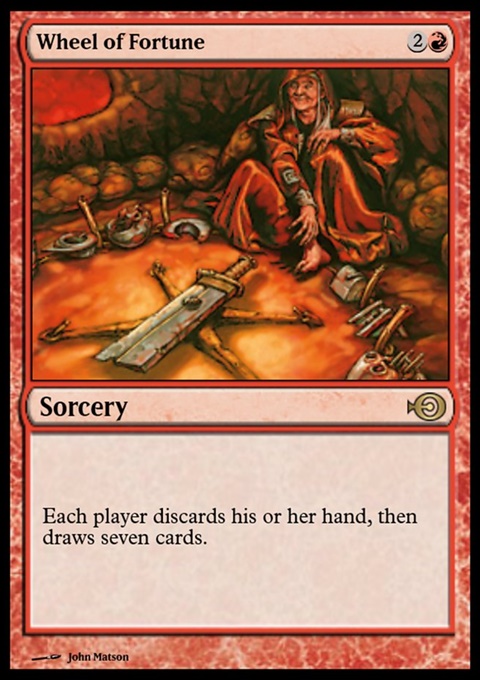 Wheel of Fortune 2
Sorcery
Each player discards his or her hand, then
draws seven cards.
John Matson